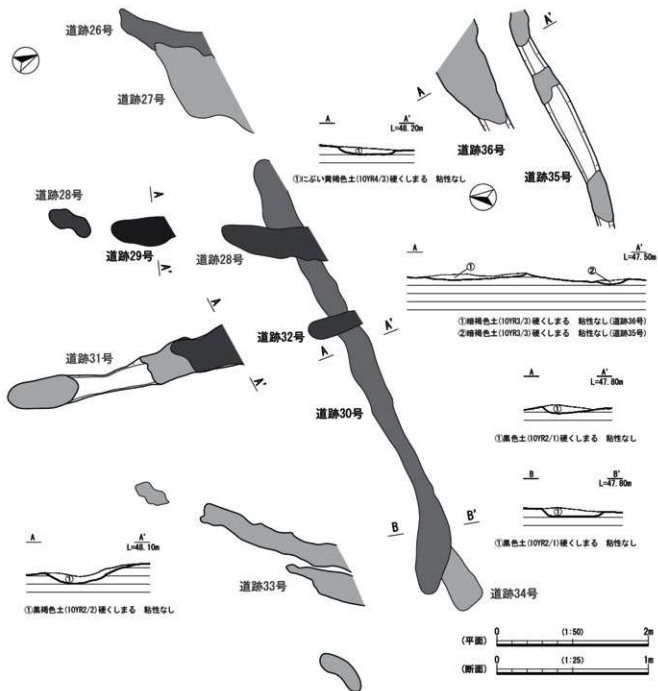 道跡26号
道跡27号
A
A'
L=48.20m
①
①にぶい黄褐色土(10YR4/3)硬くしまる　粘性なし
A
A'
道跡36号
道跡35号
道跡28号
A
道跡29号
A'
道跡28号
A
A'
L=47.50m
①
②
①暗褐色土(10YR3/3)硬くしまる　粘性なし(道跡36号)
②暗褐色土(10YR3/3)硬くしまる　粘性なし(道跡35号)
A
道跡31号
A'
道跡32号
A
A'
道跡30号
A
A'
L=47.80m
①
①黒色土(10YR2/1)硬くしまる　粘性なし
B
B'
L=47.80m
①
①黒色土(10YR2/1)硬くしまる　粘性なし
B
B'
A
A'
L=48.10m
①
①黒褐色土(10YR2/2)硬くしまる　粘性なし
道跡33号
道跡34号
(平面)
0
(1:50)
2m
(断面)
0
(1:25)
1m